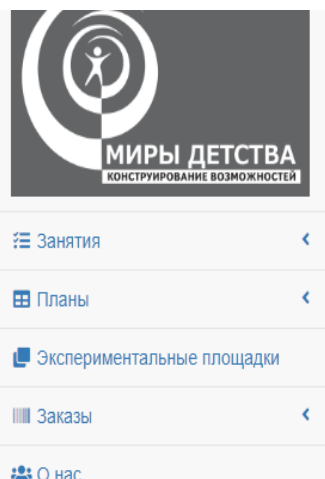 МИРЫ ДЕТСТВА
КОНСТРУИРОВАНИЕ ВОЗМОЖНОСТЕЙ
Занятия
Планы
Экспериментальные площадки
Заказы
О нас